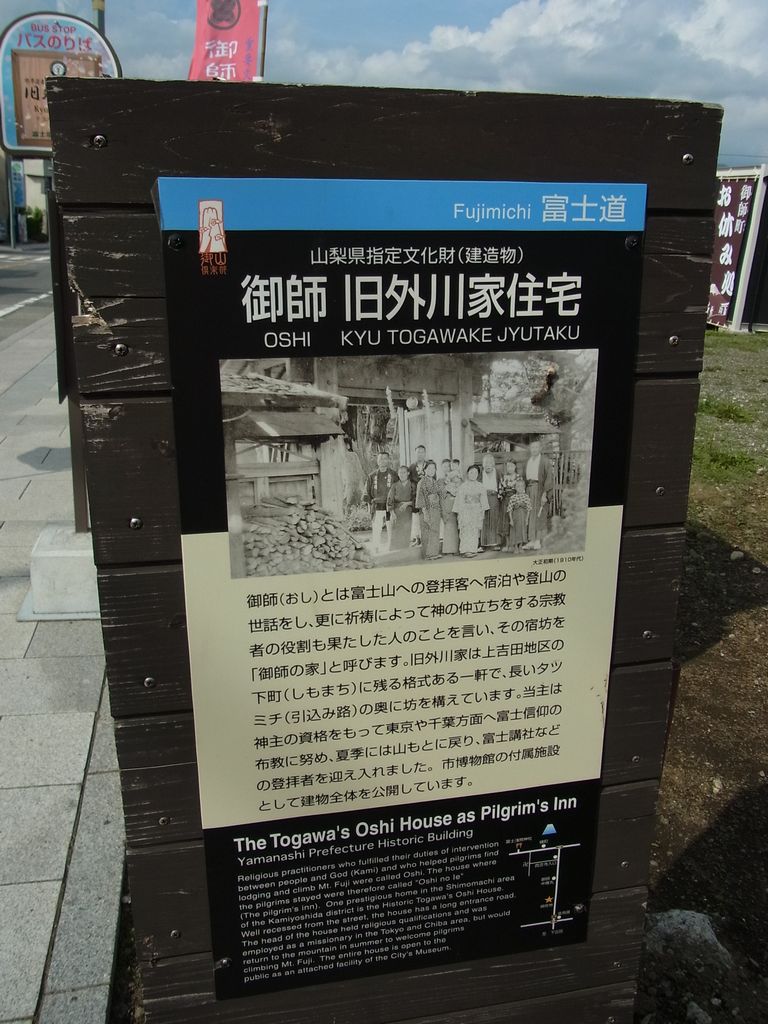 BUS STOP
バスのりば
旧
御師
御師町
お休み処
Fujimichi 富士道
山梨県指定文化財(建造物)
御師 旧外川家住宅
OSHI KYU TOGAWAKE JYUTAKU
大正初期(1910年代)
御師(おし)とは富士山への登拝客へ宿泊や登山の
世話をし、更に祈祷によって神の仲立ちをする宗教
者の役割も果たした人のことを言い、その宿坊を
「御師の家」と呼びます。旧外川家は上吉田地区の
下町(しもまち)に残る格式ある一軒で、長いタツ
ミチ(引込み路)の奥に坊を構えています。当主は
神主の資格をもって東京や千葉方面へ富士信仰の
布教に努め、夏季には山もとに戻り、富士講社など
の登拝者を迎え入れました。市博物館の付属施設
として建物全体を公開しています。
The Togawa's Oshi House as Pilgrim's Inn
Yamanashi Prefecture Historic Building
Religious practitioners who fulfilled their duties of intervention
between people and God (Kami) and who helped pilgrims find
lodging and climb Mt. Fuji were called Oshi. The house where
the pilgrims stayed were therefore called "Oshi no Ie"
(The pilgrim's inn). One prestigious home in the Shimomachi area
of the Kamiyoshida district is the Historic Togawa's Oshi House.
Well recessed from the street, the house has a long entrance road.
The head of the house held religious qualifications and was
employed as a missionary in the Tokyo and Chiba area, but would
return to the mountain in summer to welcome pilgrims
climbing Mt. Fuji. The entire house is open to the
public as an attached facility of the City's Museum.